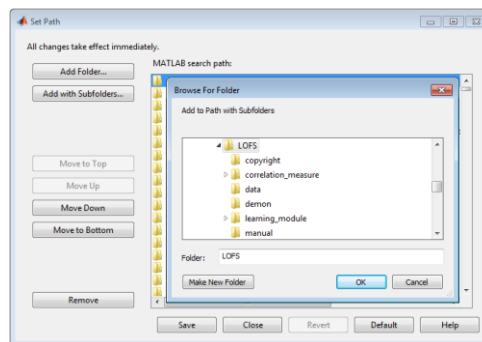 Set Path
All changes take effect immediately.
MATLAB search path:
Add Folder...
Add with Subfolders...
Move to Top
Move Up
Move Down
Move to Bottom
Remove
Browse For Folder
Add to Path with Subfolders
LOFS
copyright
correlation_measure
data
demon
learning_module
manual
Folder: LOFS
Make New Folder OK Cancel
Save Close Revert Default Help